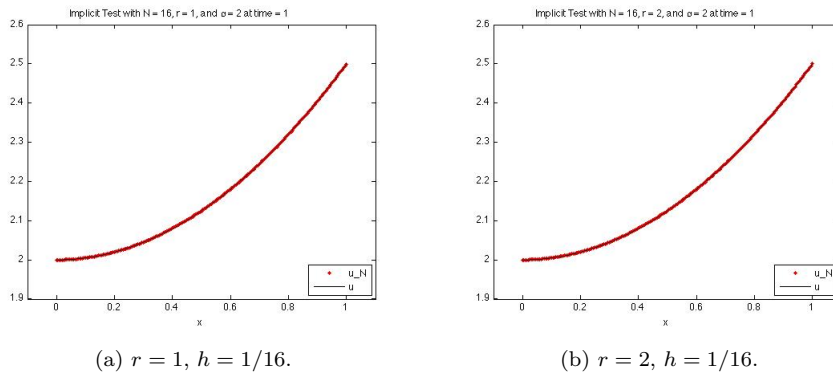 Implicit Test with N = 16, r = 1, and ø = 2 at time = 1
2.6
2.5
2.4
2.3
2.2
2.1
2
1.9
0
0.2
0.4
0.6
0.8
1
x
u_N
u
(a) r = 1, h = 1/16.
Implicit Test with N = 16, r = 2, and ø = 2 at time = 1
2.6
2.5
2.4
2.3
2.2
2.1
2
1.9
0
0.2
0.4
0.6
0.8
1
x
u_N
u
(b) r = 2, h = 1/16.